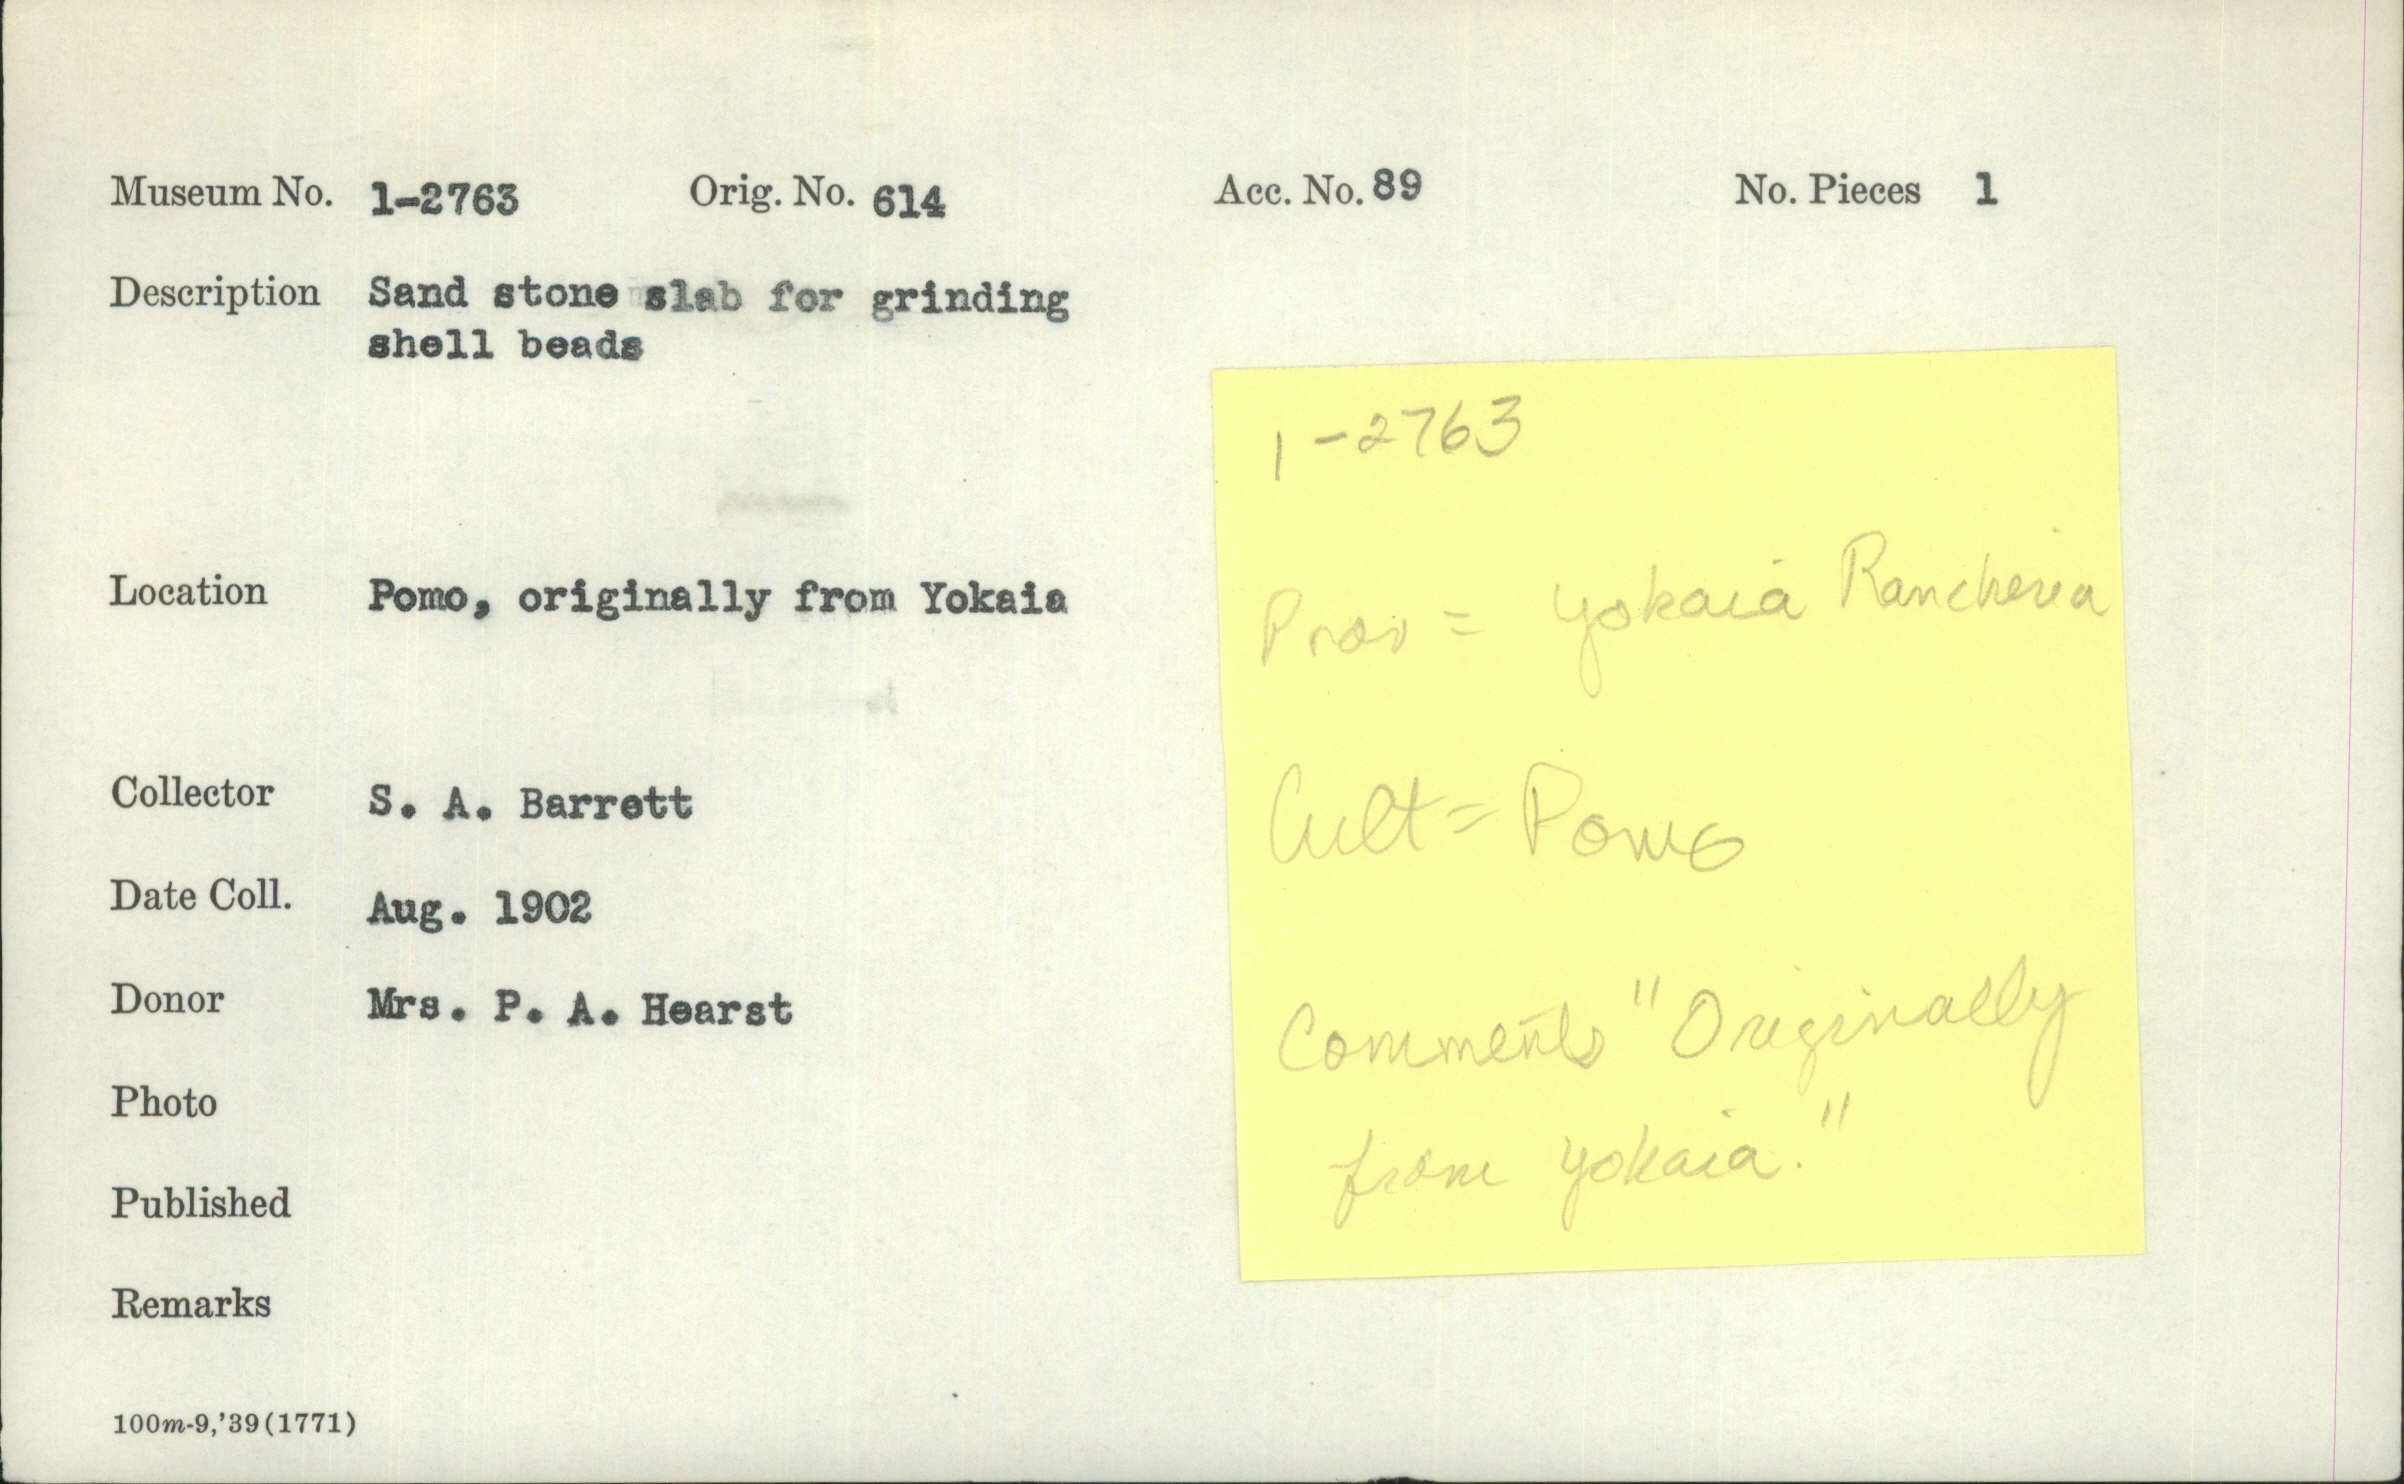 Museum No. 1-2763 Orig. No. 614 Acc. No. 89 No. Pieces 1
Description Sand stone slab for grinding
shell beads
Location Pomo, originally from Yokaia
Collector S. A. Barrett
Date Coll. Aug. 1902
Donor Mrs. P. A. Hearst
Photo
Published
Remarks
100m-9,'39(1771)
1-2763
Prov = Yokaia Rancheria
Cult = Pomo
Comments "Originally
from Yokaia."